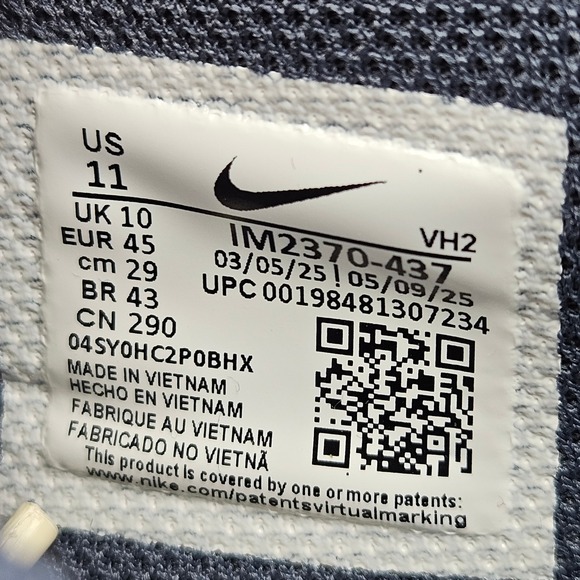 US
11
VH2
UK 10
IM2370-437
EUR 45
03/05/25 | 05/09/25
cm 29
UPC 00198481307234
BR 43
CN 290
04SY0HC2P0BHX
MADE IN VIETNAM
HECHO EN VIETNAM
FABRIQUE AU VIETNAM
FABRICADO NO VIETNÃ
This product is covered by one or more patents:
www.nike.com/patentsvirtualmarking